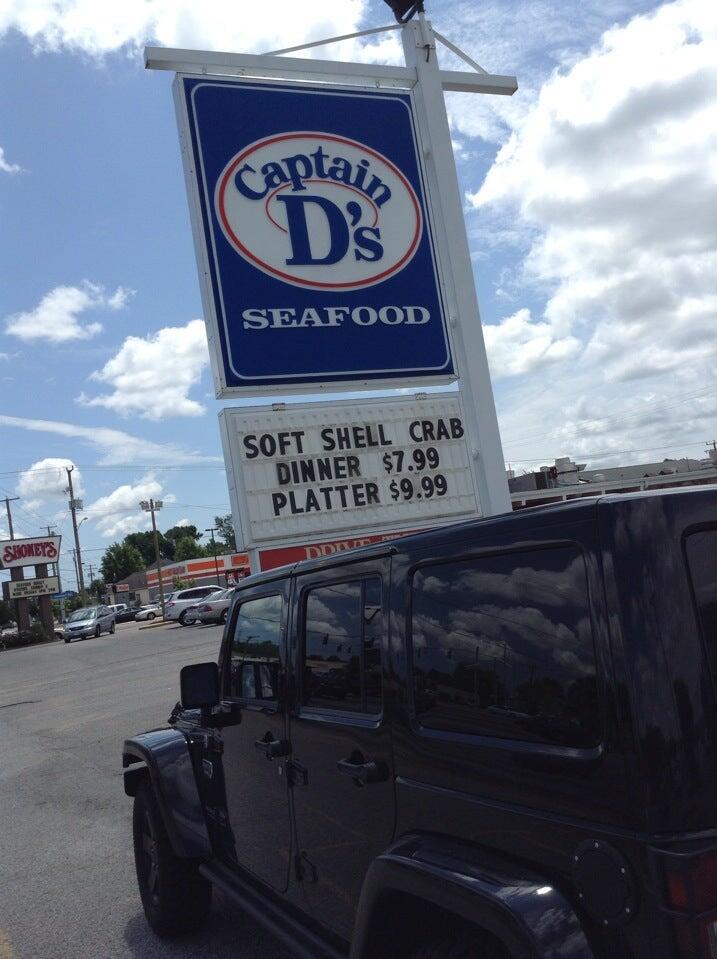 Captain
D's
SEAFOOD
SOFT SHELL CRAB
DINNER $7.99
PLATTER $9.99
SHONEY'S